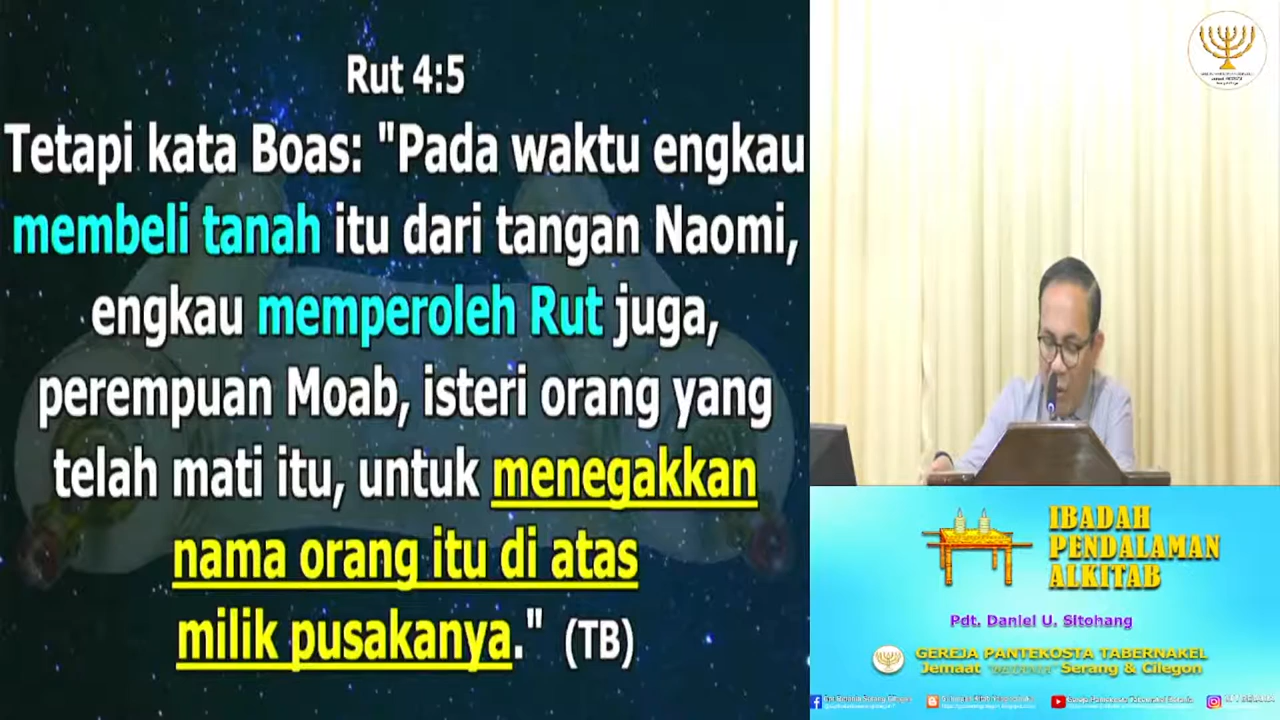 Rut 4:5
Tetapi kata Boas: "Pada waktu engkau
membeli tanah itu dari tangan Naomi,
engkau memperoleh Rut juga,
perempuan Moab, isteri orang yang
telah mati itu, untuk menegakkan
nama orang itu di atas
milik pusakanya." (TB)
IBADAH
PENDALAMAN
ALKITAB
Pdt. Daniel U. Sitohang
GEREJA PANTEKOSTA TABERNAKEL
Jemaat "BETANIA" Serang & Cilegon